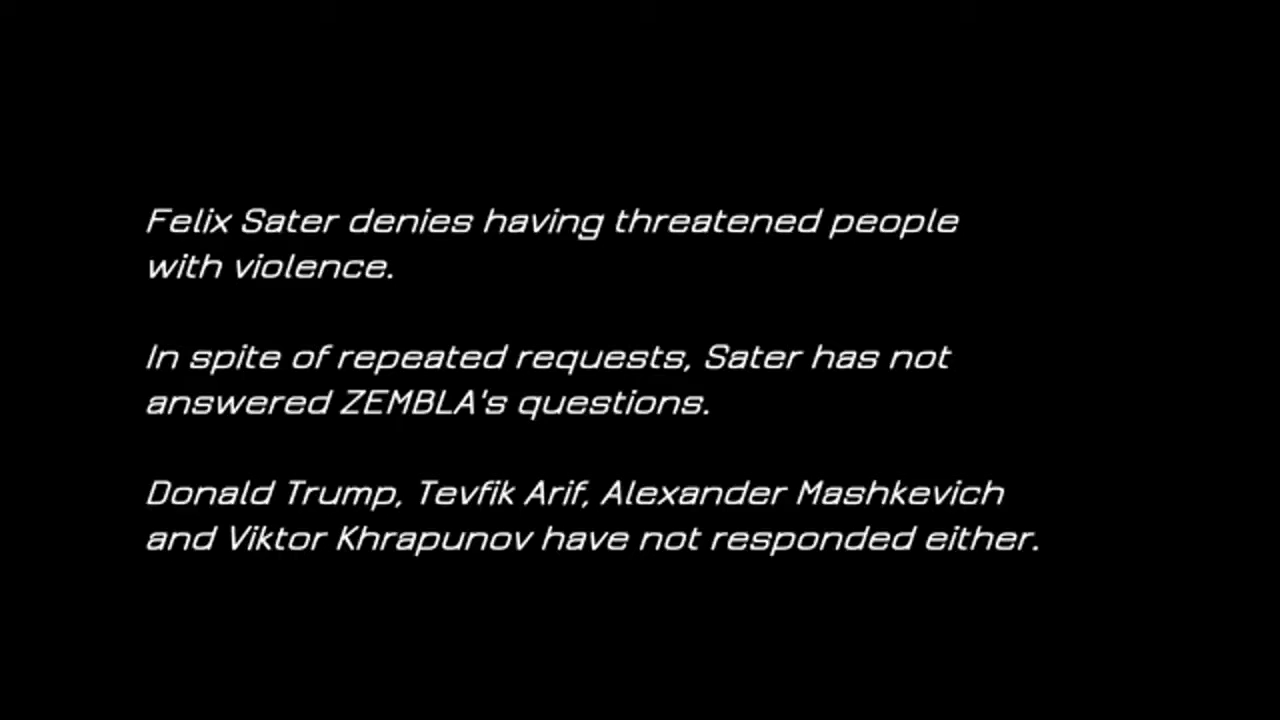 Felix Sater denies having threatened people
with violence.
In spite of repeated requests, Sater has not
answered ZEMBLA's questions.
Donald Trump, Tevfik Arif, Alexander Mashkevich
and Viktor Khrapunov have not responded either.